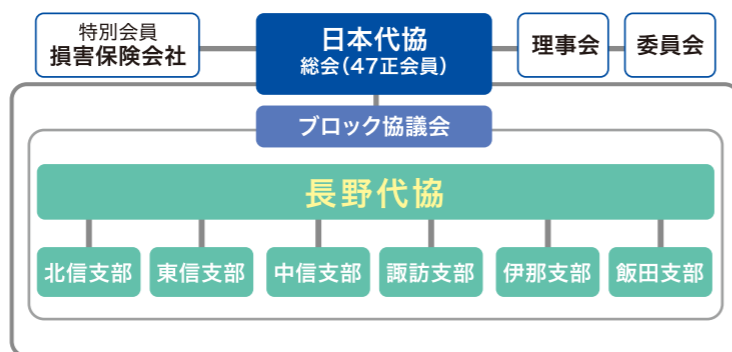 特別会員
損害保険会社
日本代協
総会（47正会員）
理事会
委員会
ブロック協議会
長野代協
北信支部
東信支部
中信支部
諏訪支部
伊那支部
飯田支部